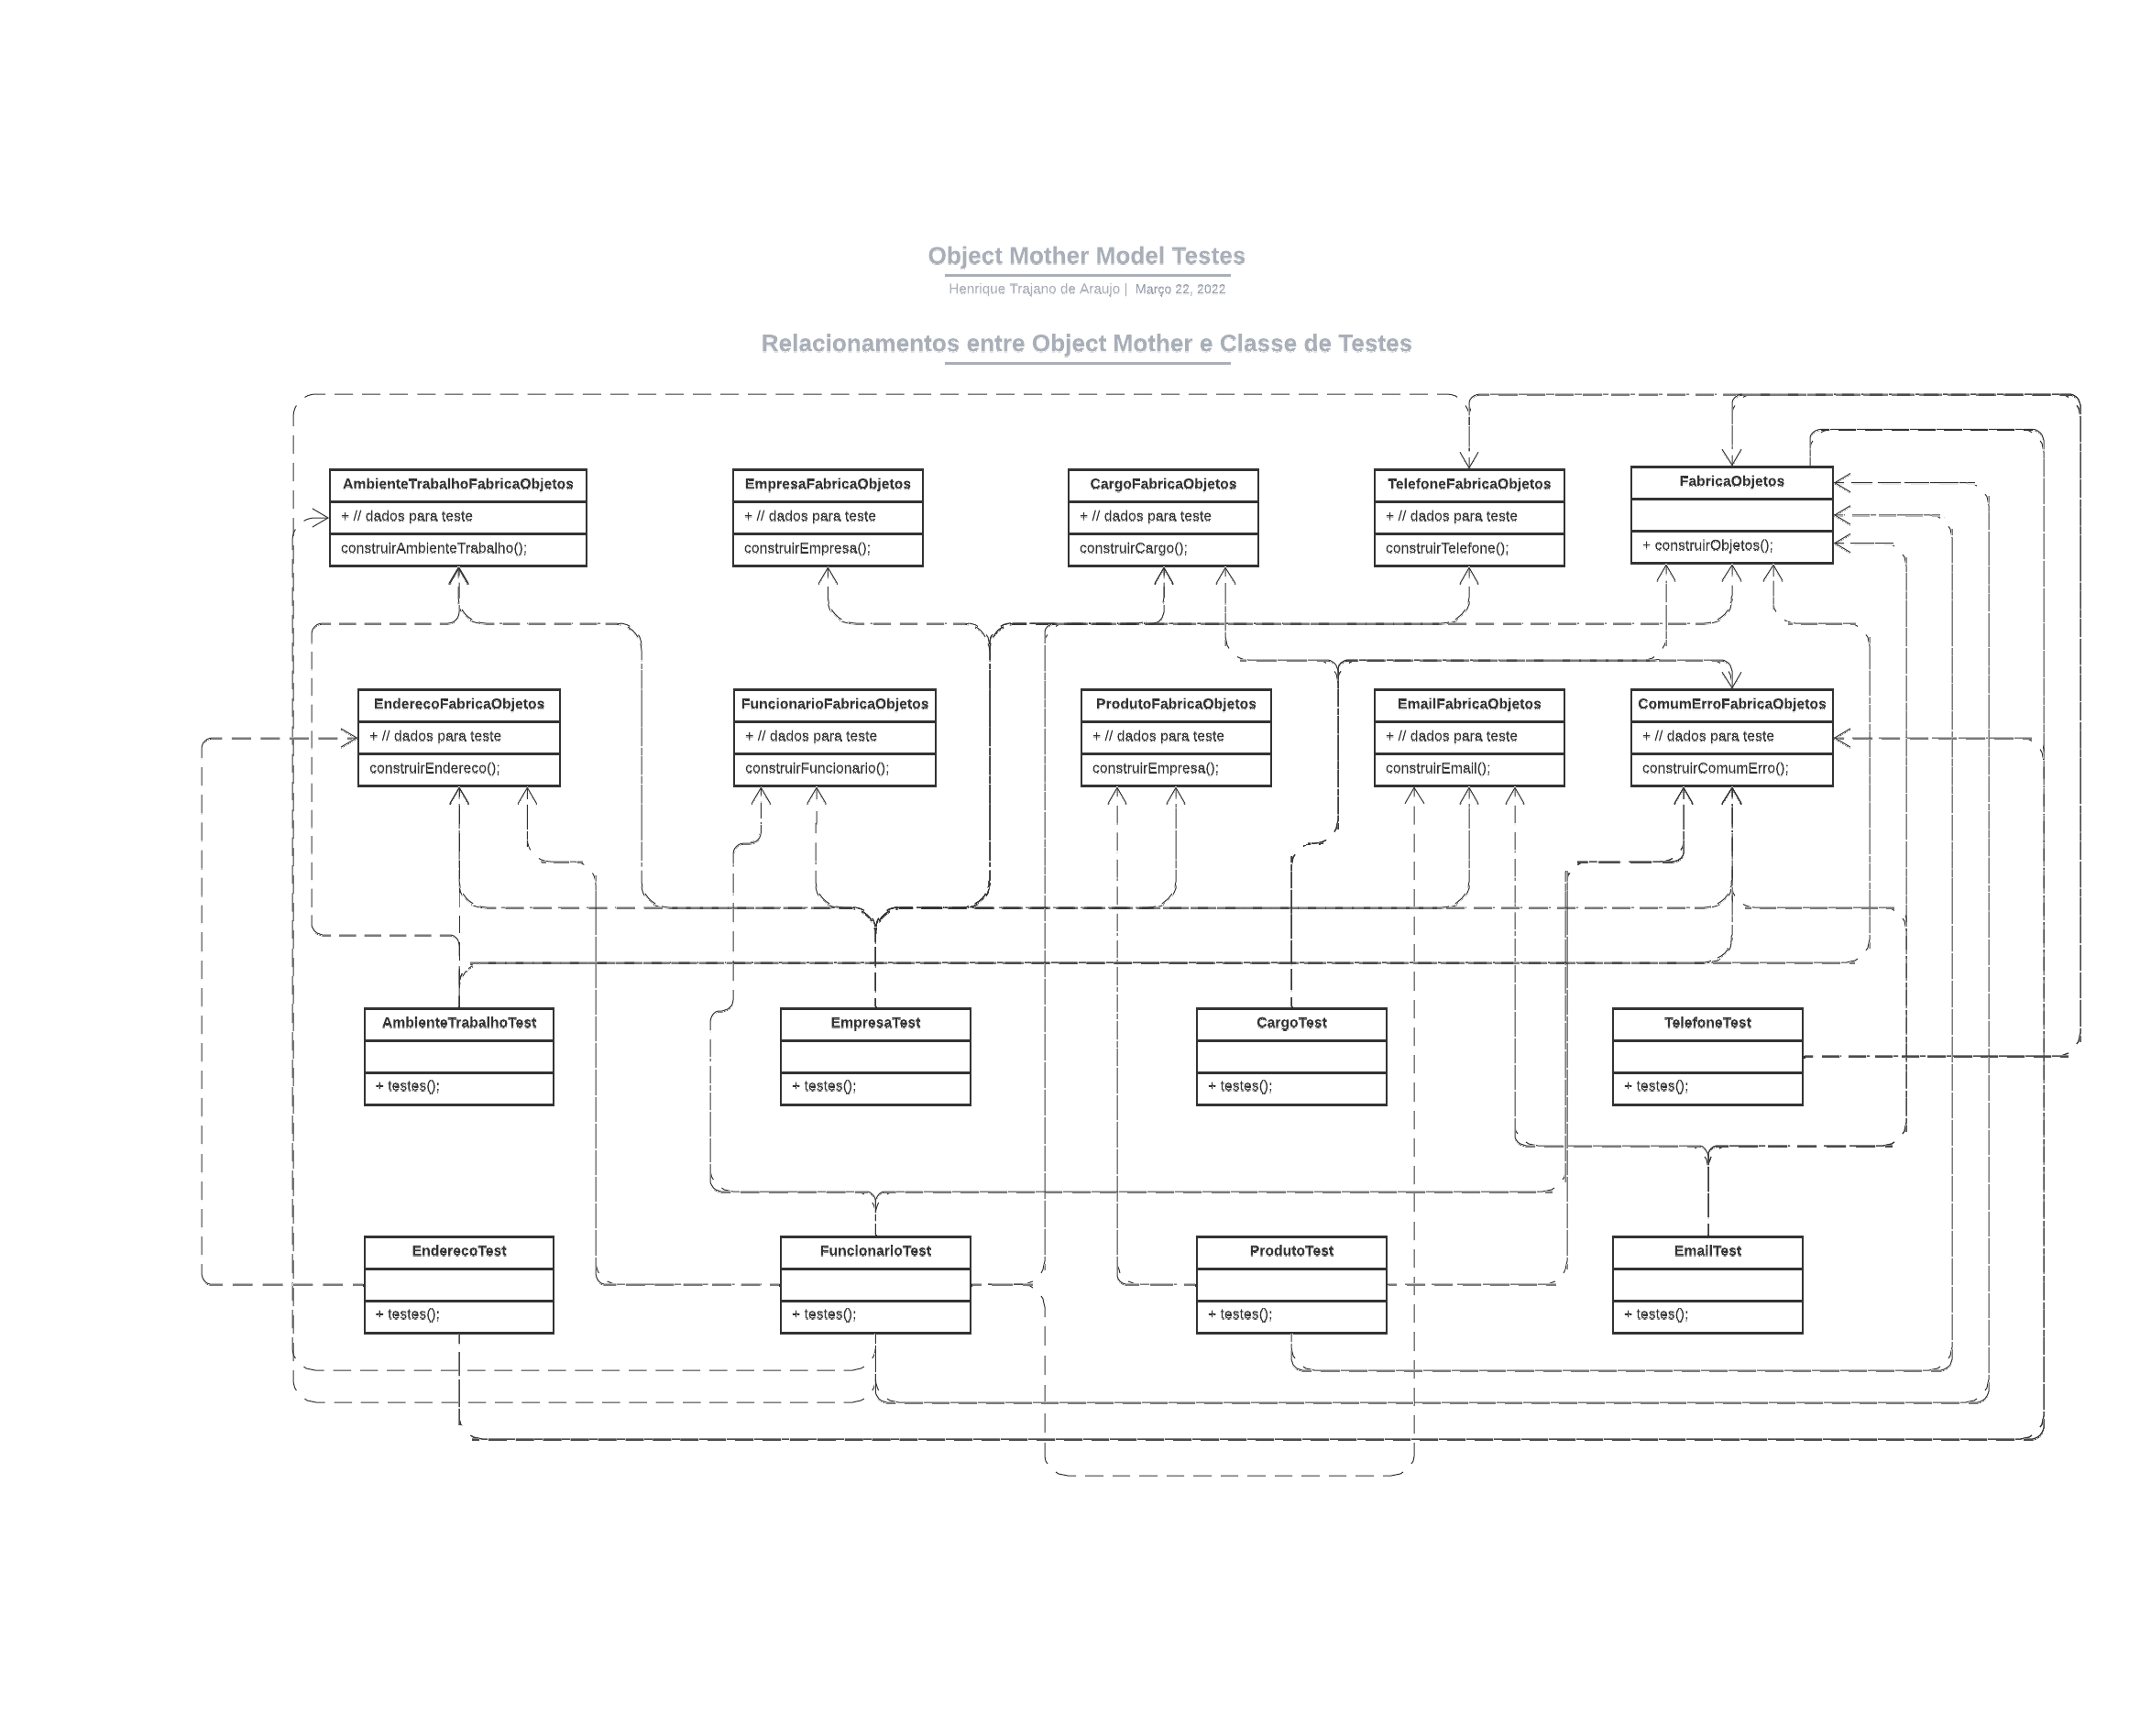 Object Mother Model Testes
Henrique Trajano de Araujo | Março 22, 2022
Relacionamentos entre Object Mother e Classe de Testes
AmbienteTrabalhoFabricaObjetos
+ // dados para teste
construirAmbienteTrabalho();
EmpresaFabricaObjetos
+ // dados para teste
construirEmpresa();
CargoFabricaObjetos
+ // dados para teste
construirCargo();
TelefoneFabricaObjetos
+ // dados para teste
construirTelefone();
FabricaObjetos
+ construirObjetos();
EnderecoFabricaObjetos
+ // dados para teste
construirEndereco();
FuncionarioFabricaObjetos
+ // dados para teste
construirFuncionario();
ProdutoFabricaObjetos
+ // dados para teste
construirEmpresa();
EmailFabricaObjetos
+ // dados para teste
construirEmail();
ComumErroFabricaObjetos
+ // dados para teste
construirComumErro();
AmbienteTrabalhoTest
+ testes();
EmpresaTest
+ testes();
CargoTest
+ testes();
TelefoneTest
+ testes();
EnderecoTest
+ testes();
FuncionarioTest
+ testes();
ProdutoTest
+ testes();
EmailTest
+ testes();